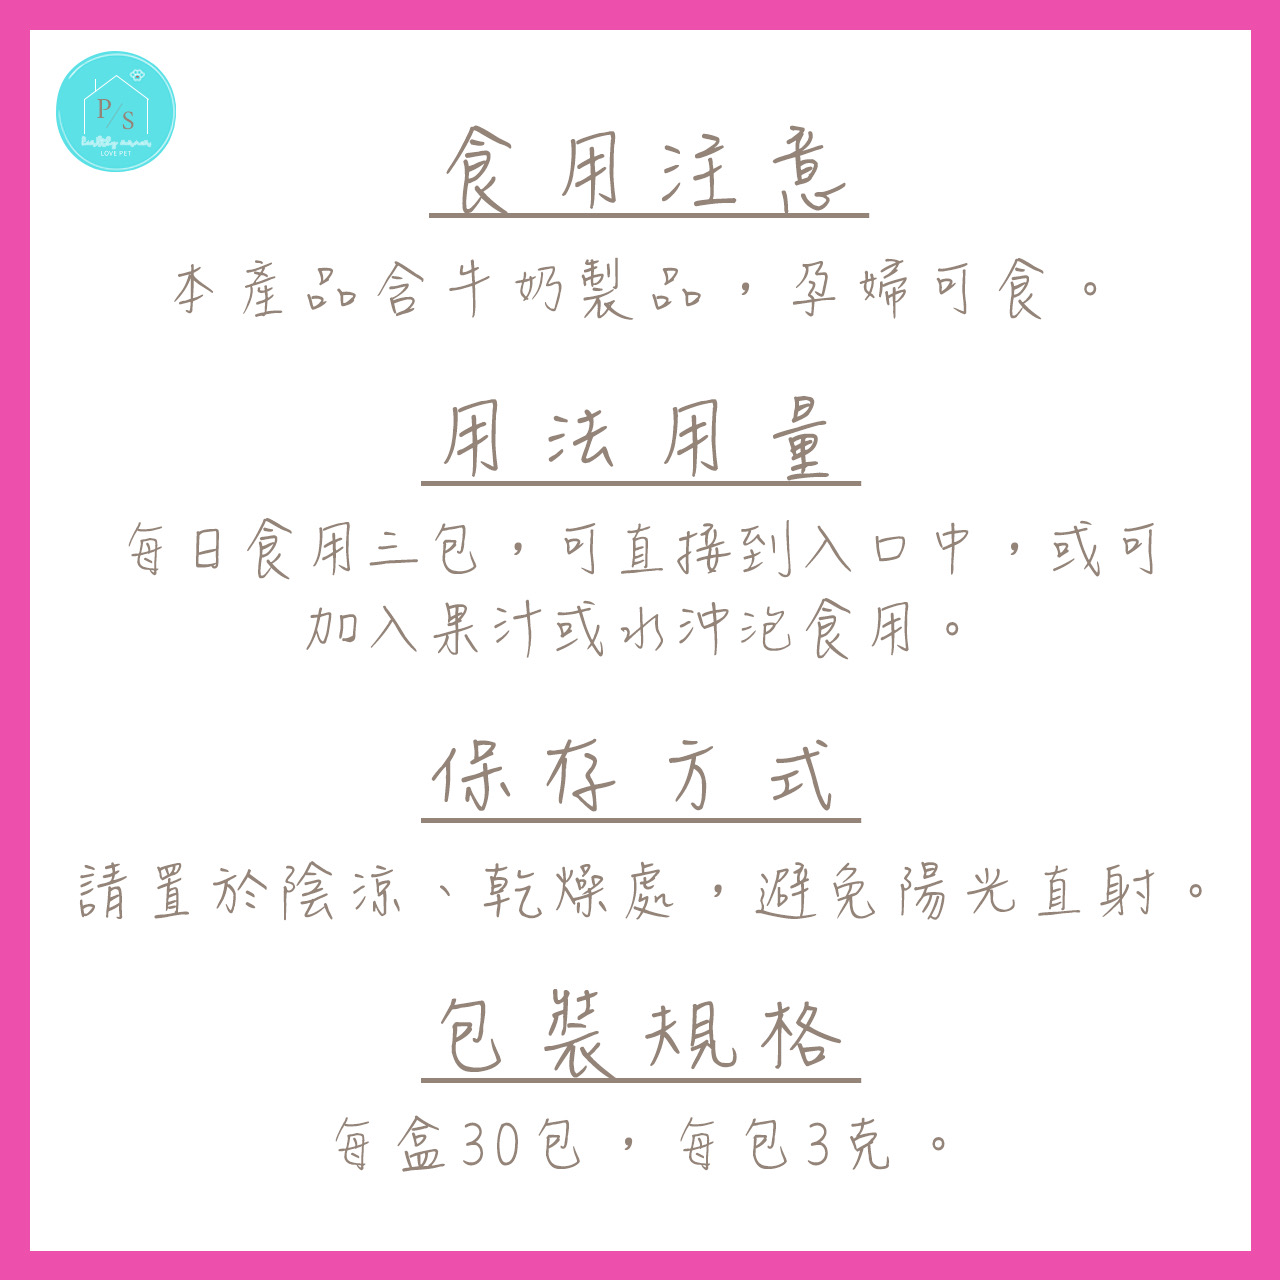 P/S
healthy corner
LOVE PET
食用注意
本產品含牛奶製品，孕婦可食。
用法用量
每日食用三包，可直接到入口中，或可
加入果汁或水沖泡食用。
保存方式
請置於陰涼、乾燥處，避免陽光直射。
包裝規格
每盒30包，每包3克。